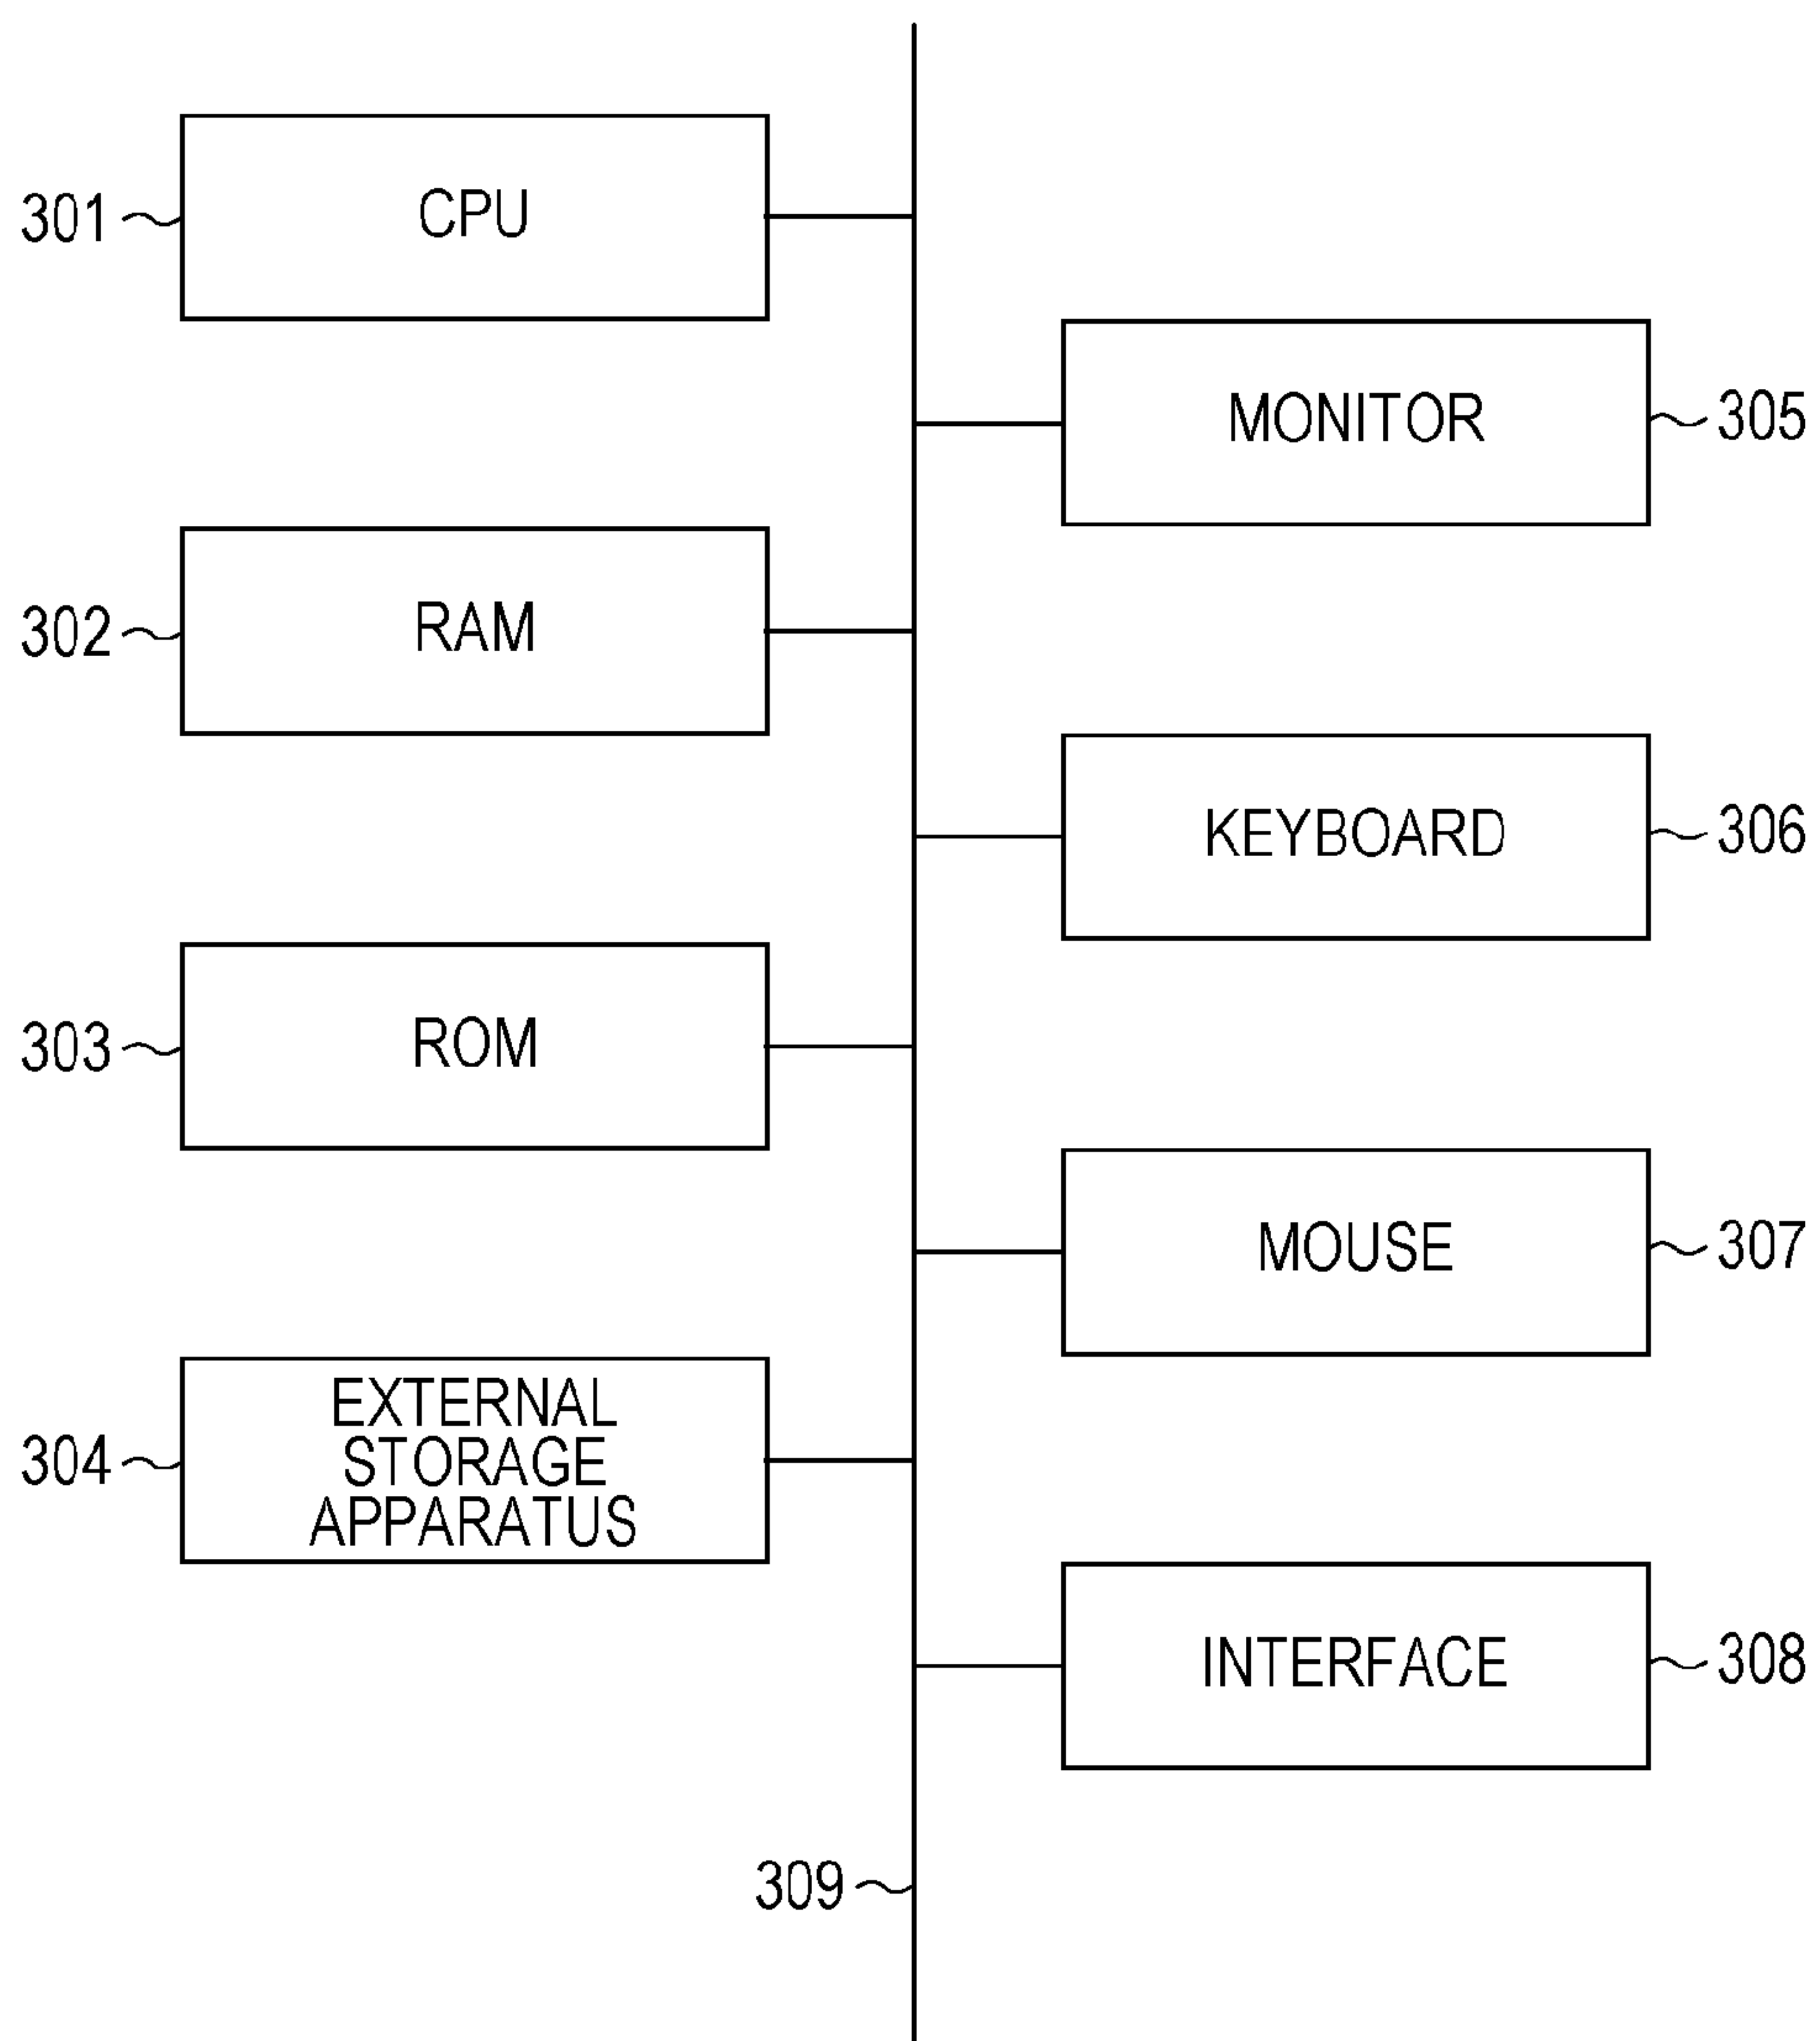 301
CPU
MONITOR
305
302
RAM
KEYBOARD
306
303
ROM
MOUSE
307
304
EXTERNAL
STORAGE
APPARATUS
INTERFACE
308
309